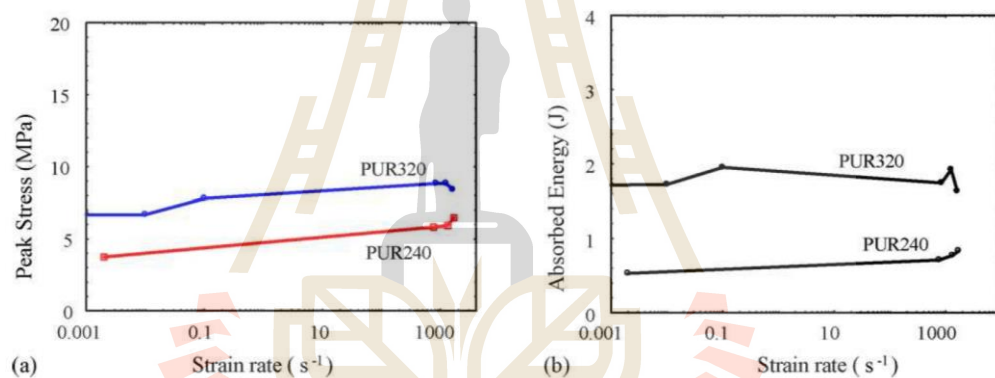 20
15
10
5
0
Peak Stress (MPa)
PUR320
PUR240
0.001 0.1 10 1000
(a) Strain rate ( s⁻¹)
4
3
2
1
0
Absorbed Energy (J)
PUR320
PUR240
0.001 0.1 10 1000
(b) Strain rate ( s⁻¹)